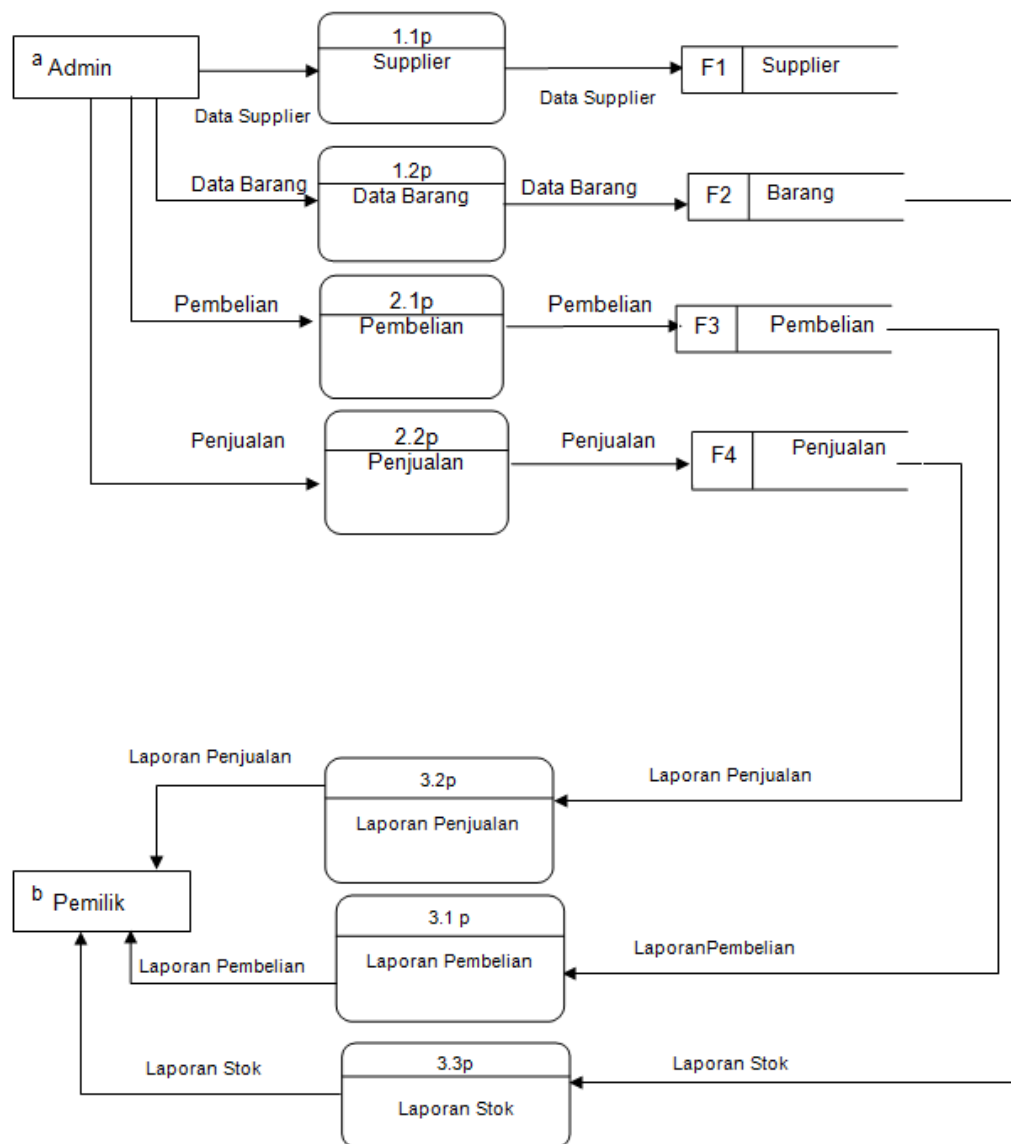 1.1p
a Admin
Supplier
F1 Supplier
Data Supplier
Data Supplier
1.2p
Data Barang
Data Barang
Data Barang
F2 Barang
2.1p
Pembelian
Pembelian
Pembelian
F3 Pembelian
2.2p
Penjualan
Penjualan
Penjualan
F4 Penjualan
Laporan Penjualan
3.2p
Laporan Penjualan
Laporan Penjualan
b Pemilik
3.1 p
Laporan Pembelian
Laporan Pembelian
LaporanPembelian
3.3p
Laporan Stok
Laporan Stok
Laporan Stok